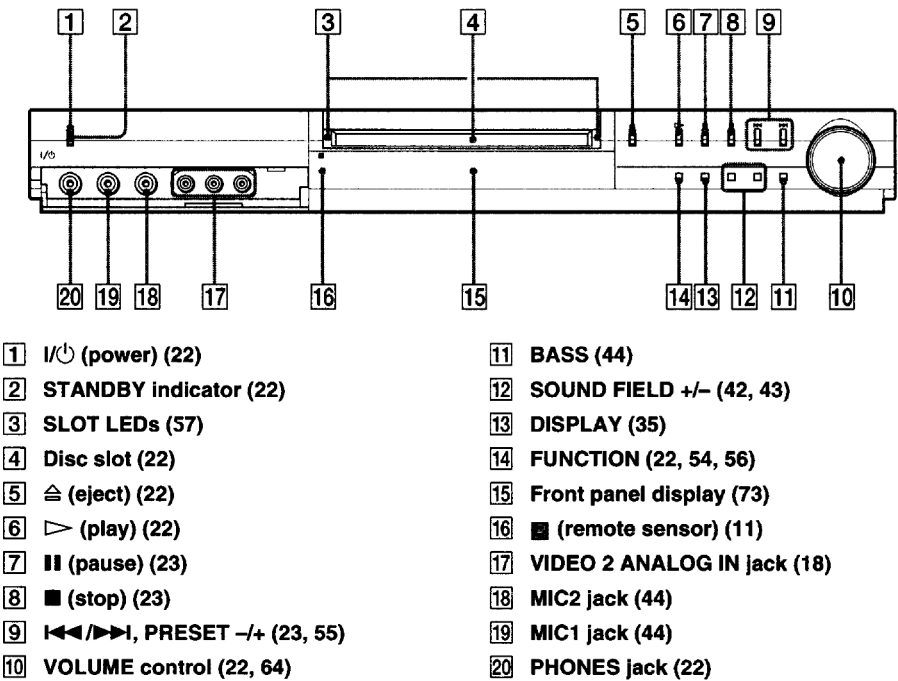 1 2 3 4 5 6 7 8 9
I/⏻
20 19 18 17 16 15 14 13 12 11 10
1 I/⏻ (power) (22)
2 STANDBY indicator (22)
3 SLOT LEDs (57)
4 Disc slot (22)
5 ⏏ (eject) (22)
6 ▷ (play) (22)
7 ⏸ (pause) (23)
8 ■ (stop) (23)
9 ⏮/⏭, PRESET –/+ (23, 55)
10 VOLUME control (22, 64)
11 BASS (44)
12 SOUND FIELD +/– (42, 43)
13 DISPLAY (35)
14 FUNCTION (22, 54, 56)
15 Front panel display (73)
16 (remote sensor) (11)
17 VIDEO 2 ANALOG IN jack (18)
18 MIC2 jack (44)
19 MIC1 jack (44)
20 PHONES jack (22)